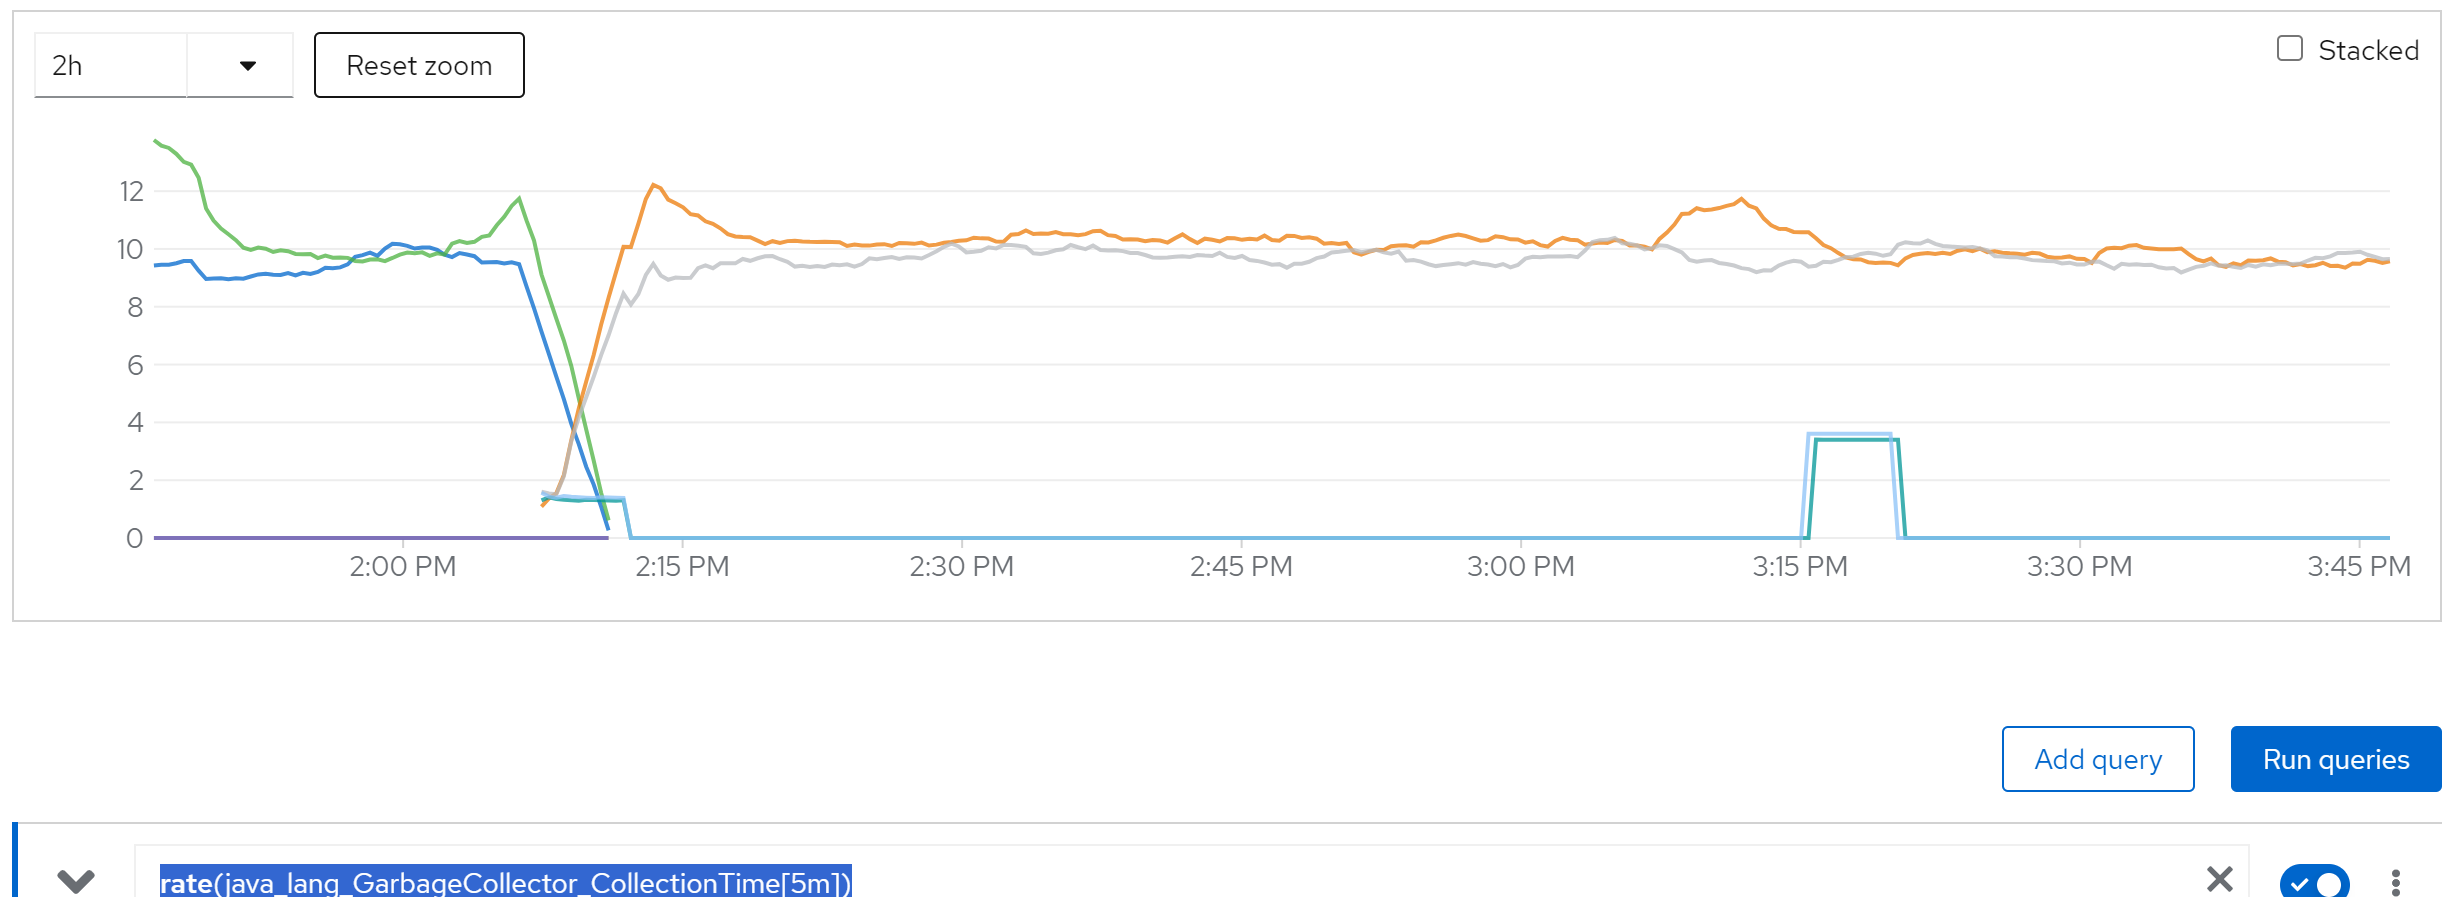 2h
Reset zoom
Stacked
12
10
8
6
4
2
0
2:00 PM 2:15 PM 2:30 PM 2:45 PM 3:00 PM 3:15 PM 3:30 PM 3:45 PM
Add query
Run queries
rate(java_lang_GarbageCollector_CollectionTime[5m])